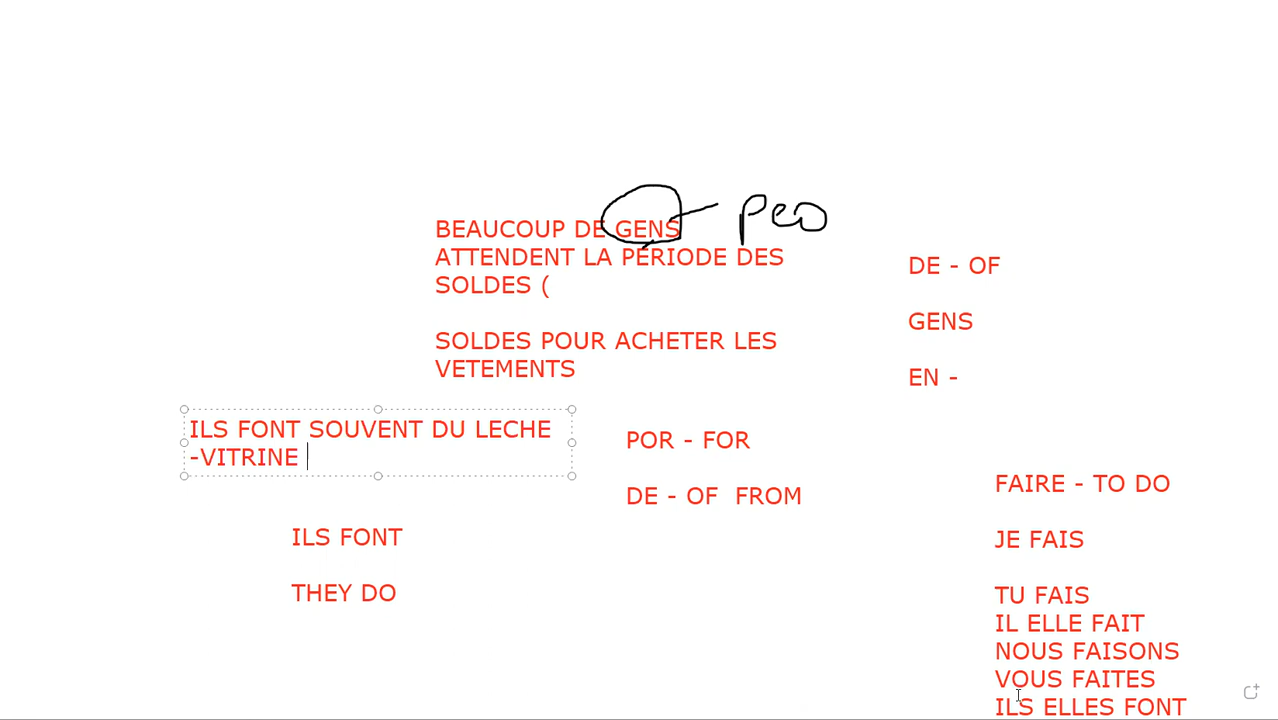 BEAUCOUP DE GENS
peo
ATTENDENT LA PERIODE DES
SOLDES (
SOLDES POUR ACHETER LES
VETEMENTS
DE - OF
GENS
EN -
ILS FONT SOUVENT DU LECHE
-VITRINE
POR - FOR
DE - OF FROM
ILS FONT
THEY DO
FAIRE - TO DO
JE FAIS
TU FAIS
IL ELLE FAIT
NOUS FAISONS
VOUS FAITES
ILS ELLES FONT